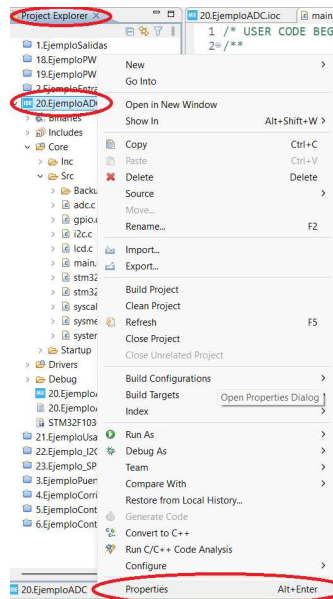 Project Explorer
20.EjemploADC.ioc
main
1 /* USER CODE BEG
2 /**
1.EjemploSalidas
18.EjemploPW
19.EjemploPW
2.EjemploEntra
20.EjemploADC
Binaries
Includes
Core
Inc
Src
Backu
adc.c
gpio.c
i2c.c
lcd.c
main.
stm32
stm32
syscal
sysme
system
Startup
Drivers
Debug
20.Ejemplo
20.Ejemplo
STM32F103
21.EjemploUsa
22.Ejemplo_I2C
23.Ejemplo_SP
3.EjemploPuer
4.EjemploCorri
5.EjemploCont
6.EjemploCont
20.EjemploADC
New
Go Into
Open in New Window
Show In Alt+Shift+W
Copy Ctrl+C
Paste Ctrl+V
Delete Delete
Source
Move...
Rename... F2
Import...
Export...
Build Project
Clean Project
Refresh F5
Close Project
Close Unrelated Project
Build Configurations
Build Targets
Open Properties Dialog
Index
Run As
Debug As
Team
Compare With
Restore from Local History...
Generate Code
Convert to C++
Run C/C++ Code Analysis
Configure
Properties Alt+Enter